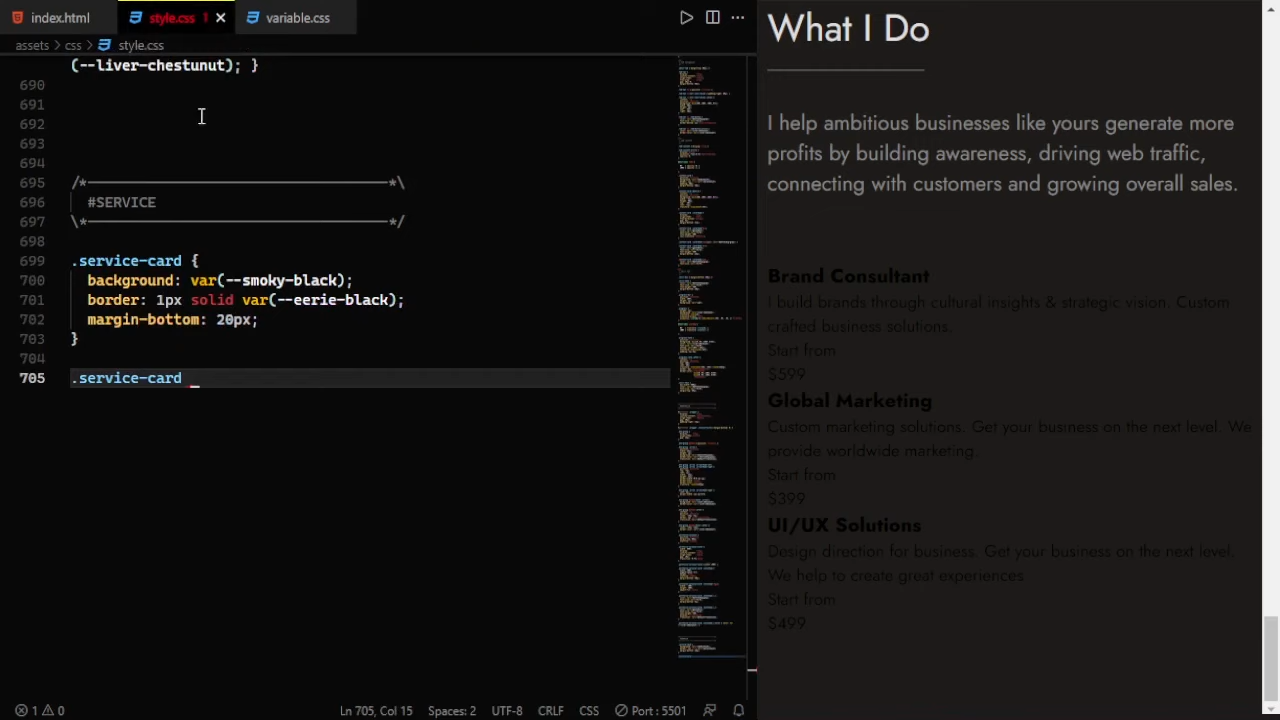 index.html
style.css 1
variable.css
assets > css > style.css
(--liver-chestunut); }
690
691
692
693
694
695 /*——————————*\
696 #SERVICE
697 \*——————————*/
698
699 .service-card {
700 background: var(--smoky-black);
701 border: 1px solid var(--eerie-black);
702 margin-bottom: 20px;
703 }
704
705 .service-card
1 0
Ln 705, Col 15
Spaces: 2
UTF-8
CRLF
CSS
Port : 5501
What I Do
I help ambitious businesses like yours generate more
profits by building awareness, driving web traffic,
connecting with customers and growing overall sales.
Brand Consultant
I build brands through cultural insights & strategic vision. Custom
crafted business solutions.
Start from
$599
Global Marketing
Custom marketing solutions. Get your business on the next level. We
provide worldwide marketing.
Start from
$399
UI/UX Solutions
Design direction for business. Get your business on the next level.
We help to create great experiences
Start from
$499